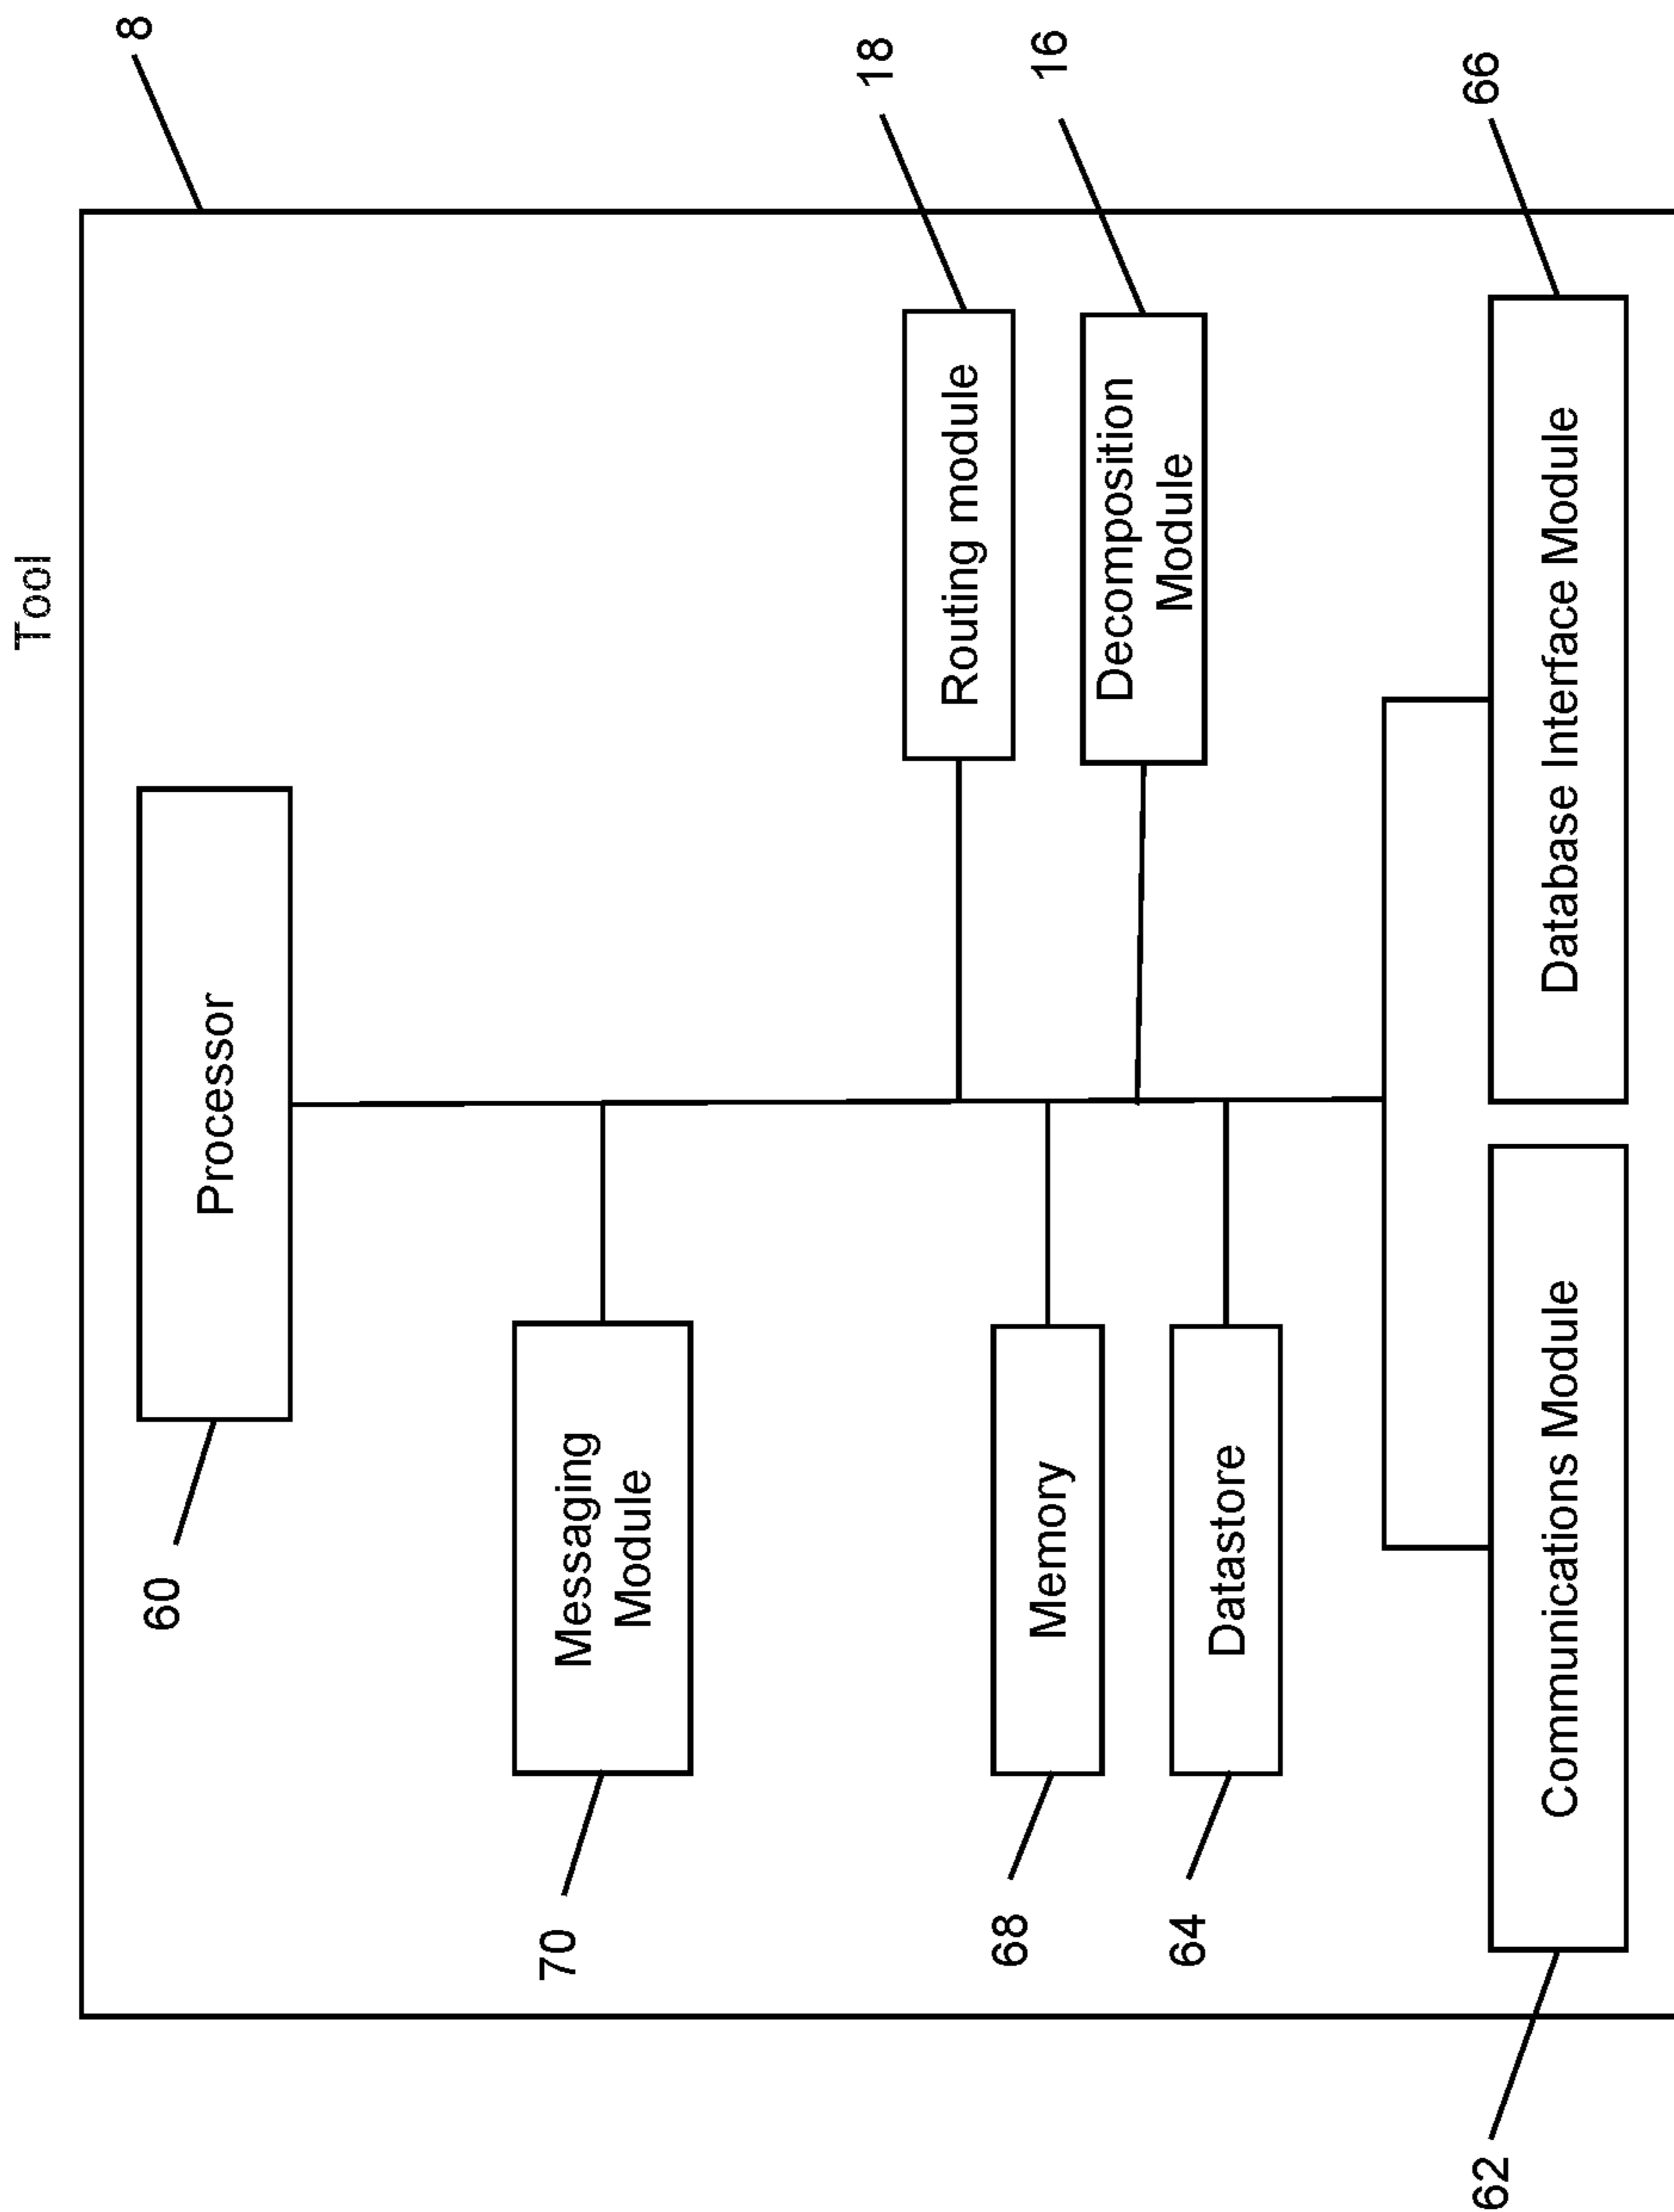 Tool
8
Processor
60
Messaging
Module
70
Routing module
18
Memory
68
Decomposition
Module
16
Datastore
64
Communications Module
62
Database Interface Module
66